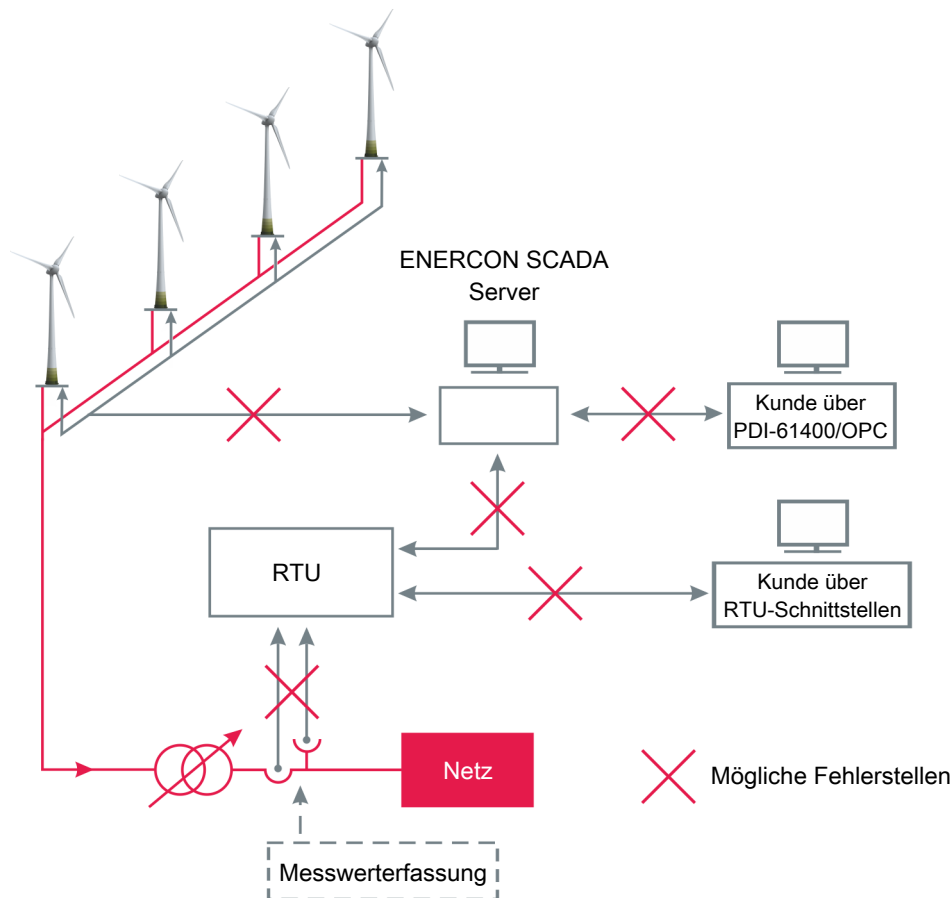 ENERCON SCADA
Server
Kunde über
PDI-61400/OPC
RTU
Kunde über
RTU-Schnittstellen
Netz
Mögliche Fehlerstellen
Messwerterfassung